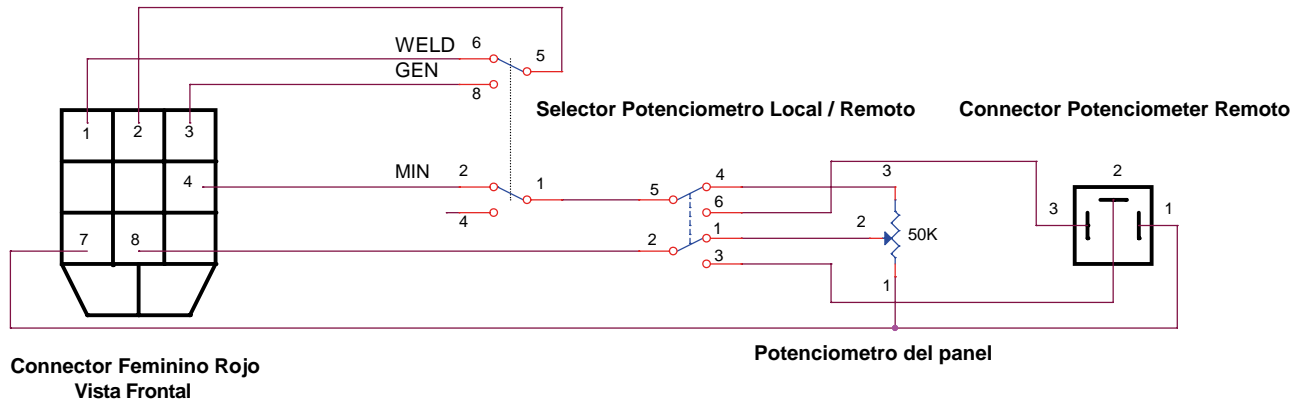 WELD 6 5
GEN
8
Selector Potenciometro Local / Remoto
Connector Potenciometer Remoto
1 2 3
4
MIN 2 1
4
5 4 3
6
2 1 2
50K
3
1
2
3 1
7 8
Potenciometro del panel
Connector Feminino Rojo
Vista Frontal